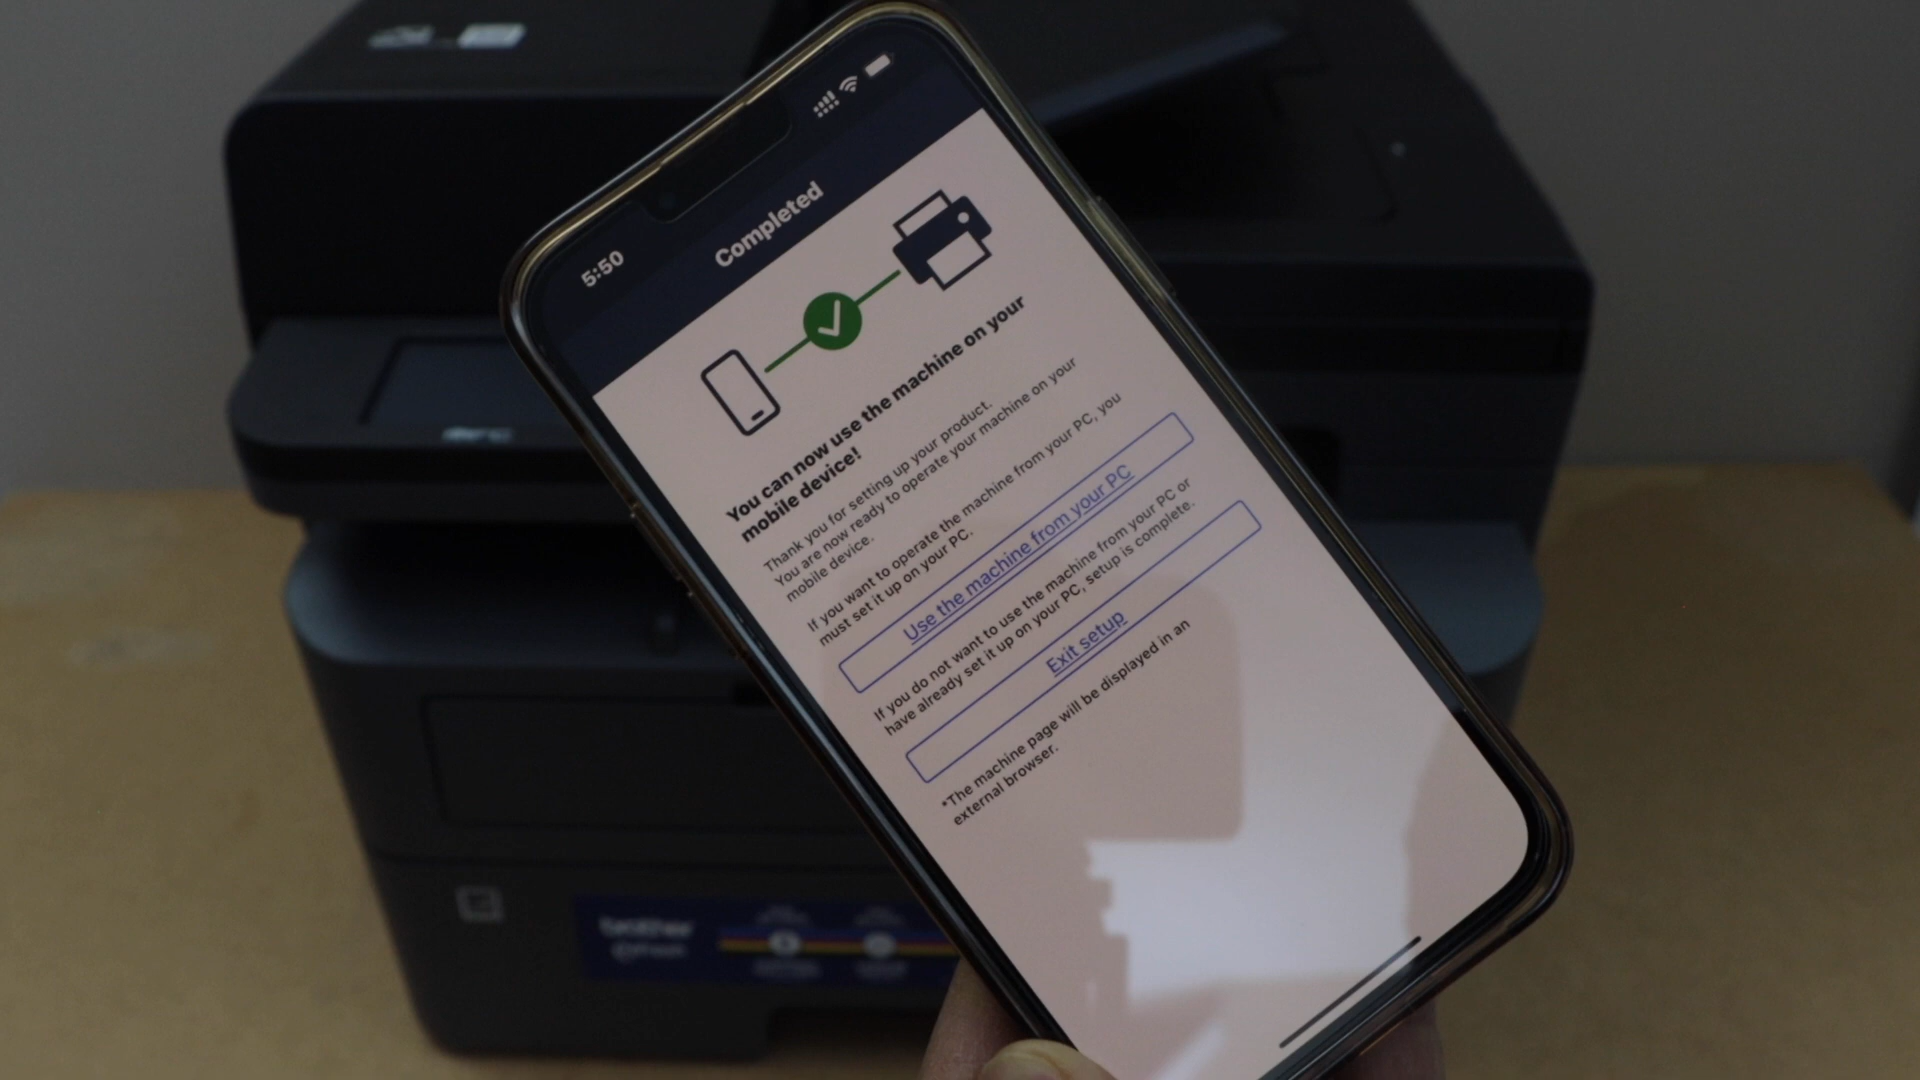 5:50
Completed
You can now use the machine on your
mobile device!
Thank you for setting up your product.
You are now ready to operate your machine on your
mobile device.
If you want to operate the machine from your PC, you
must set it up on your PC.
Use the machine from your PC
If you do not want to use the machine from your PC or
have already set it up on your PC, setup is complete.
Exit setup
*The machine page will be displayed in an
external browser.
brother